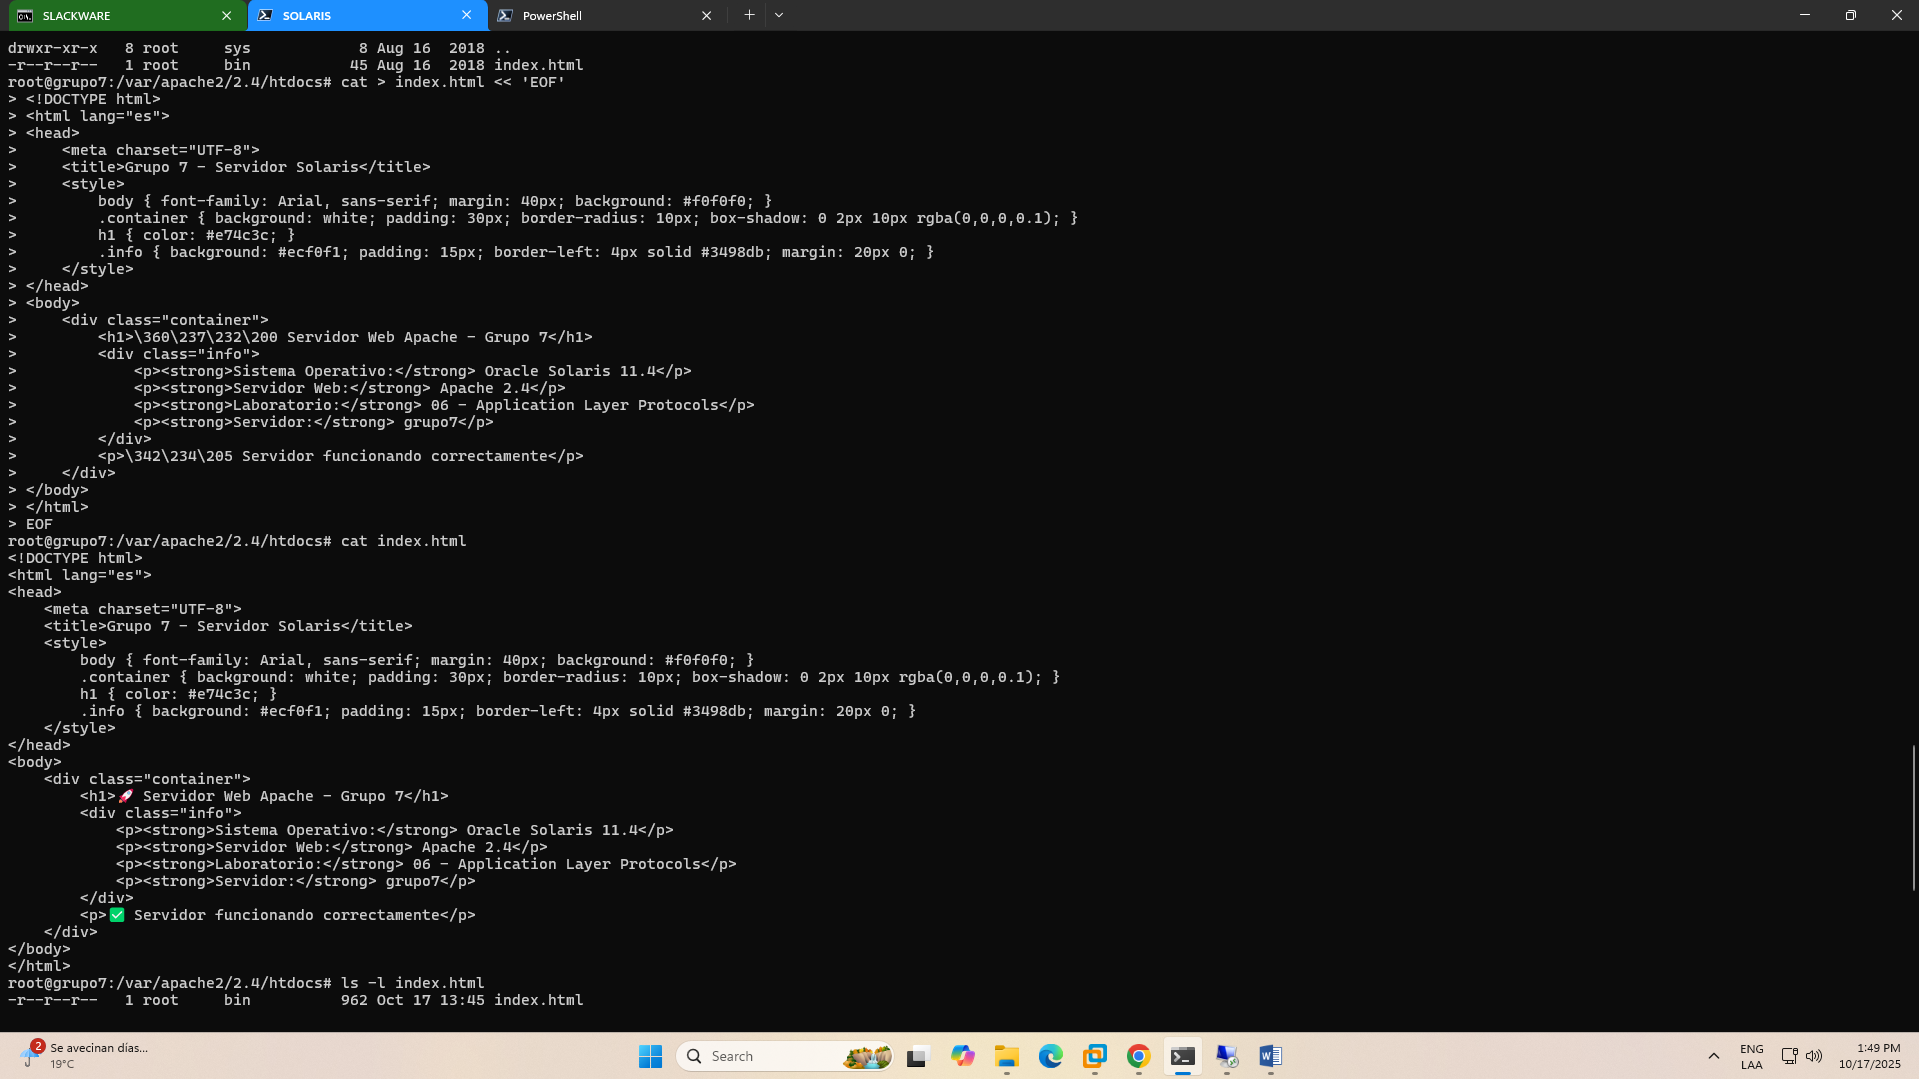 SLACKWARE
SOLARIS
PowerShell
drwxr-xr-x   8 root     sys            8 Aug 16  2018 ..
-r--r--r--   1 root     bin           45 Aug 16  2018 index.html
root@grupo7:/var/apache2/2.4/htdocs# cat > index.html << 'EOF'
> <!DOCTYPE html>
> <html lang="es">
> <head>
>     <meta charset="UTF-8">
>     <title>Grupo 7 - Servidor Solaris</title>
>     <style>
>         body { font-family: Arial, sans-serif; margin: 40px; background: #f0f0f0; }
>         .container { background: white; padding: 30px; border-radius: 10px; box-shadow: 0 2px 10px rgba(0,0,0,0.1); }
>         h1 { color: #e74c3c; }
>         .info { background: #ecf0f1; padding: 15px; border-left: 4px solid #3498db; margin: 20px 0; }
>     </style>
> </head>
> <body>
>     <div class="container">
>         <h1>\360\237\232\200 Servidor Web Apache - Grupo 7</h1>
>         <div class="info">
>             <p><strong>Sistema Operativo:</strong> Oracle Solaris 11.4</p>
>             <p><strong>Servidor Web:</strong> Apache 2.4</p>
>             <p><strong>Laboratorio:</strong> 06 - Application Layer Protocols</p>
>             <p><strong>Servidor:</strong> grupo7</p>
>         </div>
>         <p>\342\234\205 Servidor funcionando correctamente</p>
>     </div>
> </body>
> </html>
> EOF
root@grupo7:/var/apache2/2.4/htdocs# cat index.html
<!DOCTYPE html>
<html lang="es">
<head>
    <meta charset="UTF-8">
    <title>Grupo 7 - Servidor Solaris</title>
    <style>
        body { font-family: Arial, sans-serif; margin: 40px; background: #f0f0f0; }
        .container { background: white; padding: 30px; border-radius: 10px; box-shadow: 0 2px 10px rgba(0,0,0,0.1); }
        h1 { color: #e74c3c; }
        .info { background: #ecf0f1; padding: 15px; border-left: 4px solid #3498db; margin: 20px 0; }
    </style>
</head>
<body>
    <div class="container">
        <h1>🚀 Servidor Web Apache - Grupo 7</h1>
        <div class="info">
            <p><strong>Sistema Operativo:</strong> Oracle Solaris 11.4</p>
            <p><strong>Servidor Web:</strong> Apache 2.4</p>
            <p><strong>Laboratorio:</strong> 06 - Application Layer Protocols</p>
            <p><strong>Servidor:</strong> grupo7</p>
        </div>
        <p>✅ Servidor funcionando correctamente</p>
    </div>
</body>
</html>
root@grupo7:/var/apache2/2.4/htdocs# ls -l index.html
-r--r--r--   1 root     bin          962 Oct 17 13:45 index.html
2
Se avecinan días...
19°C
Search
ENG
LAA
1:49 PM
10/17/2025